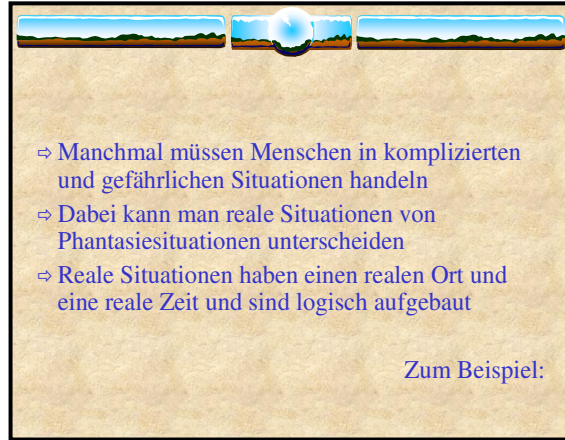 ⇨ Manchmal müssen Menschen in komplizierten
und gefährlichen Situationen handeln
⇨ Dabei kann man reale Situationen von
Phantasiesituationen unterscheiden
⇨ Reale Situationen haben einen realen Ort und
eine reale Zeit und sind logisch aufgebaut
Zum Beispiel: